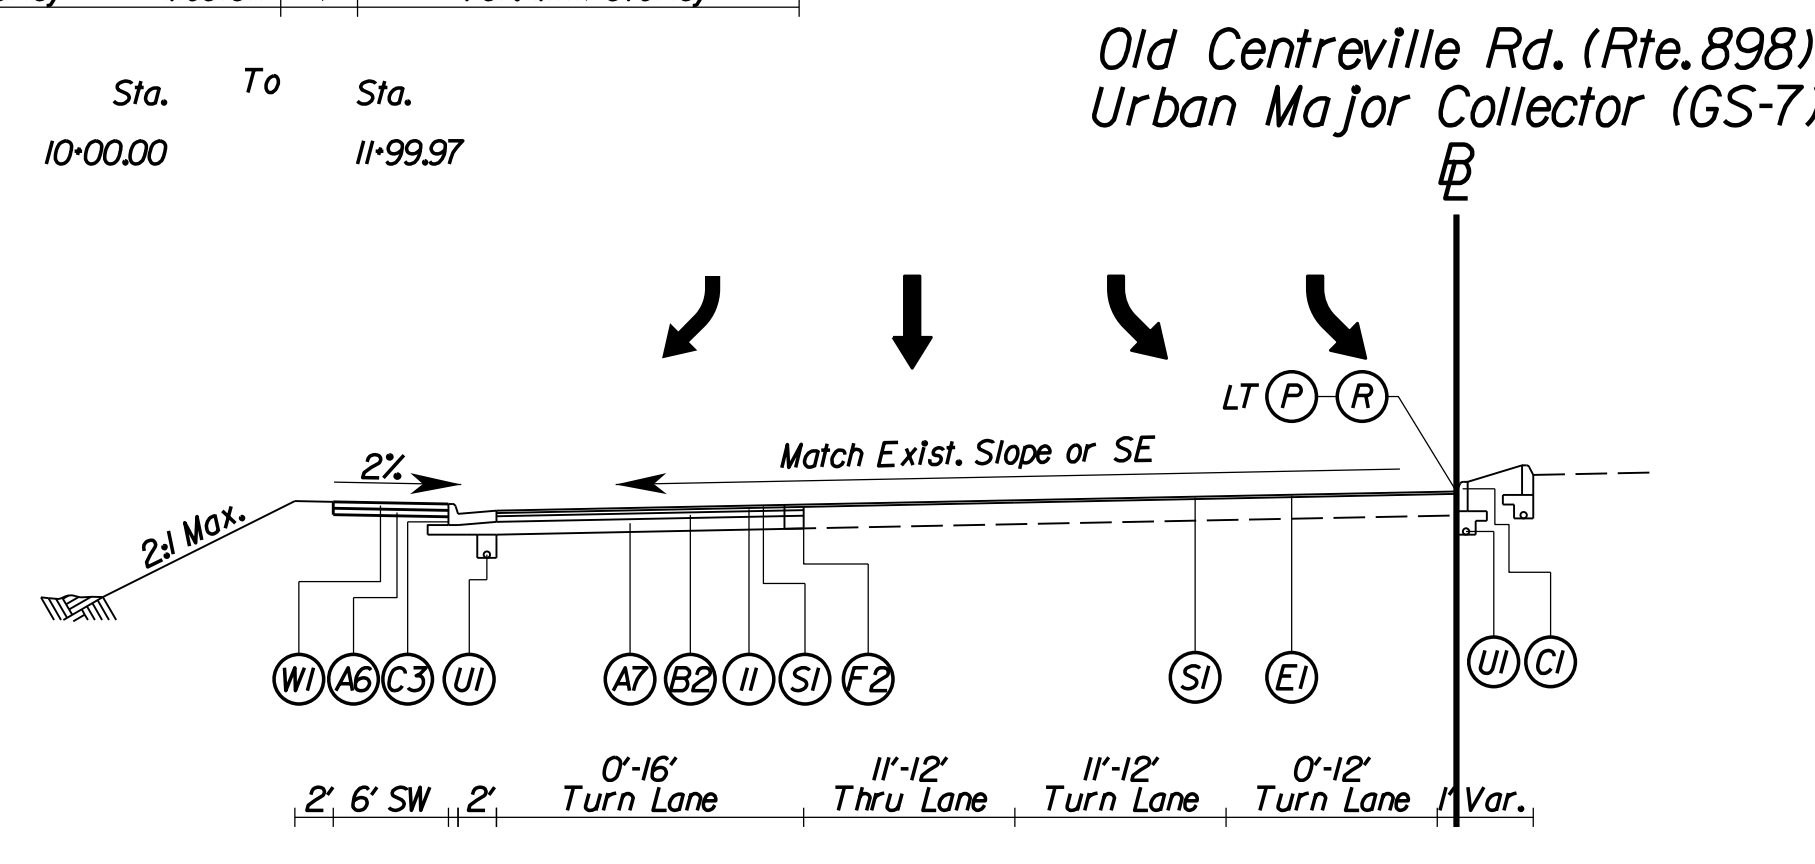 Old Centreville Rd. (Rte. 898)
Urban Major Collector (GS-7)
BL
Sta. To Sta.
10+00.00 11+99.97
LT P R
Match Exist. Slope or SE
2%
2:1 Max.
W1 A6 C3 U1 A7 B2 I1 S1 F2 S1 E1 U1 C1
0'-16' 11'-12' 11'-12' 0'-12'
2' 6' SW 2' Turn Lane Thru Lane Turn Lane Turn Lane 1' Var.